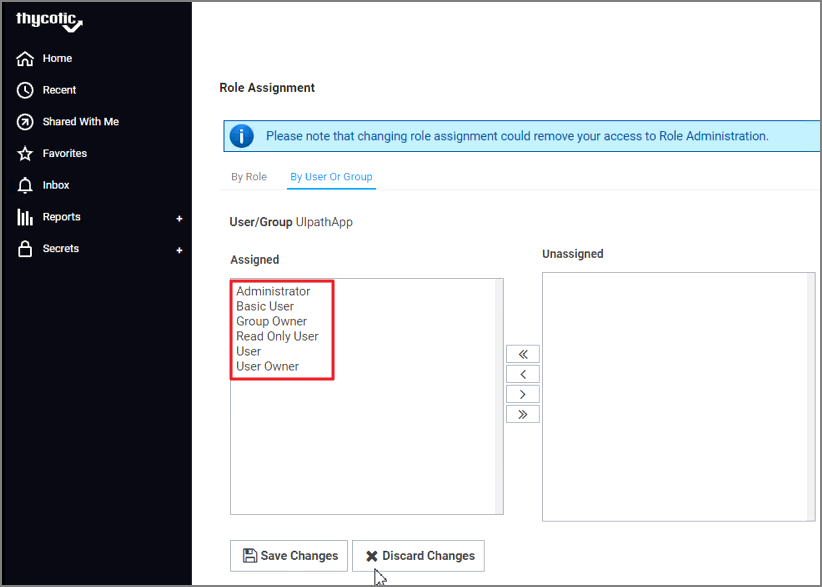 thycotic
Home
Recent
Shared With Me
Favorites
Inbox
Reports +
Secrets +
Role Assignment
Please note that changing role assignment could remove your access to Role Administration.
By Role By User Or Group
User/Group UIpathApp
Assigned
Administrator
Basic User
Group Owner
Read Only User
User
User Owner
Unassigned
Save Changes Discard Changes